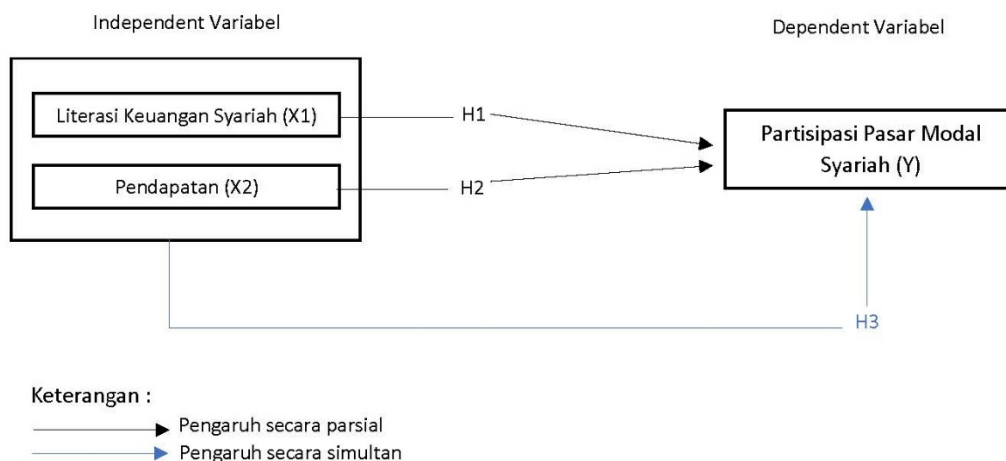 Independent Variabel
Dependent Variabel
Literasi Keuangan Syariah (X1)
H1
Partisipasi Pasar Modal
Syariah (Y)
Pendapatan (X2)
H2
H3
Keterangan :
Pengaruh secara parsial
Pengaruh secara simultan